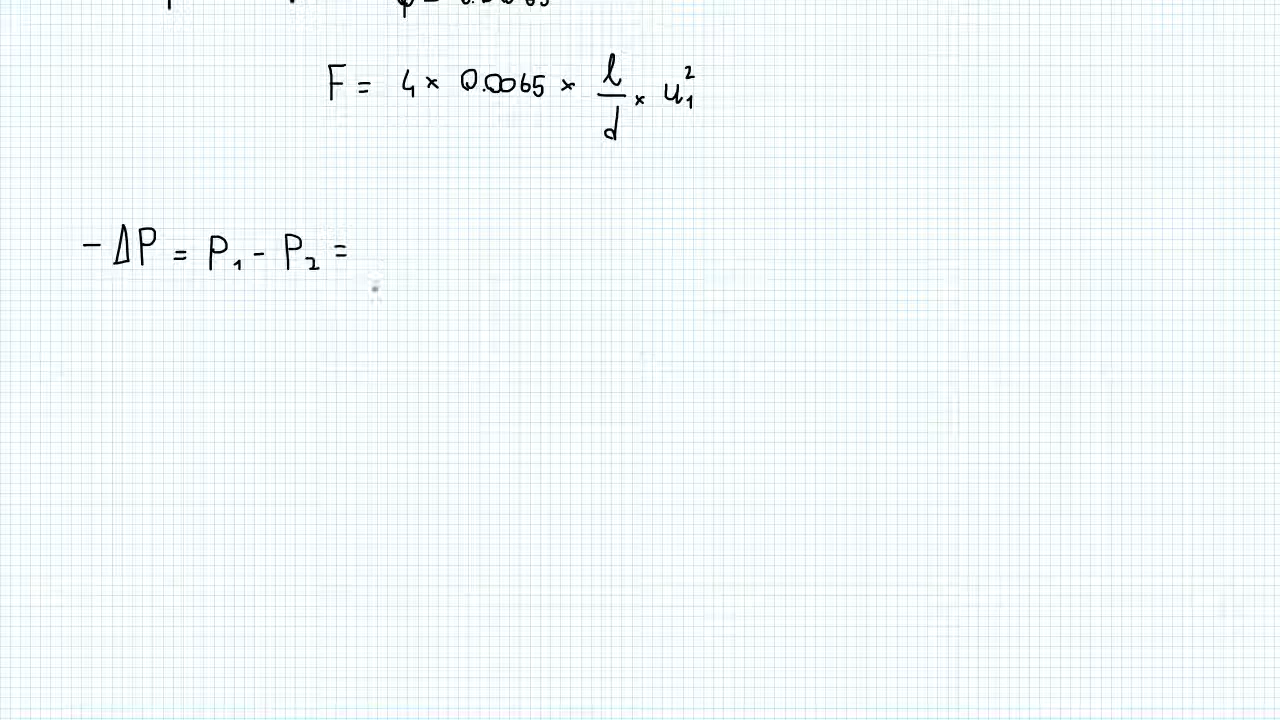 F = 4 × 0.0065 × l/d × u₁²
- ΔP = P₁ - P₂ =